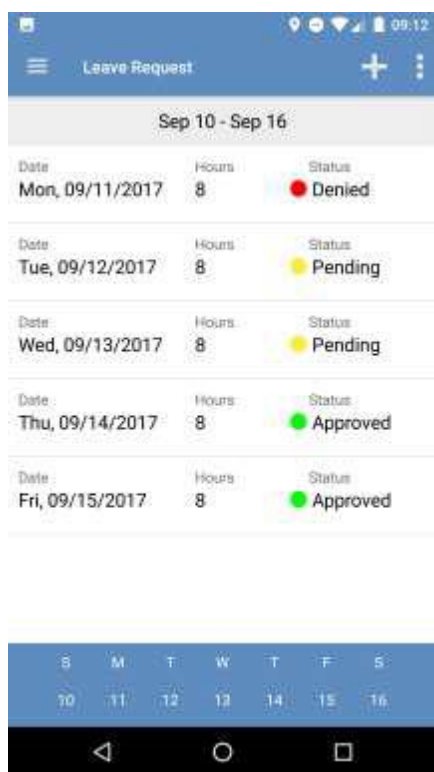 09:12
Leave Request
Sep 10 - Sep 16
Date Hours Status
Mon, 09/11/2017 8 Denied
Date Hours Status
Tue, 09/12/2017 8 Pending
Date Hours Status
Wed, 09/13/2017 8 Pending
Date Hours Status
Thu, 09/14/2017 8 Approved
Date Hours Status
Fri, 09/15/2017 8 Approved
S M T W T F S
10 11 12 13 14 15 16